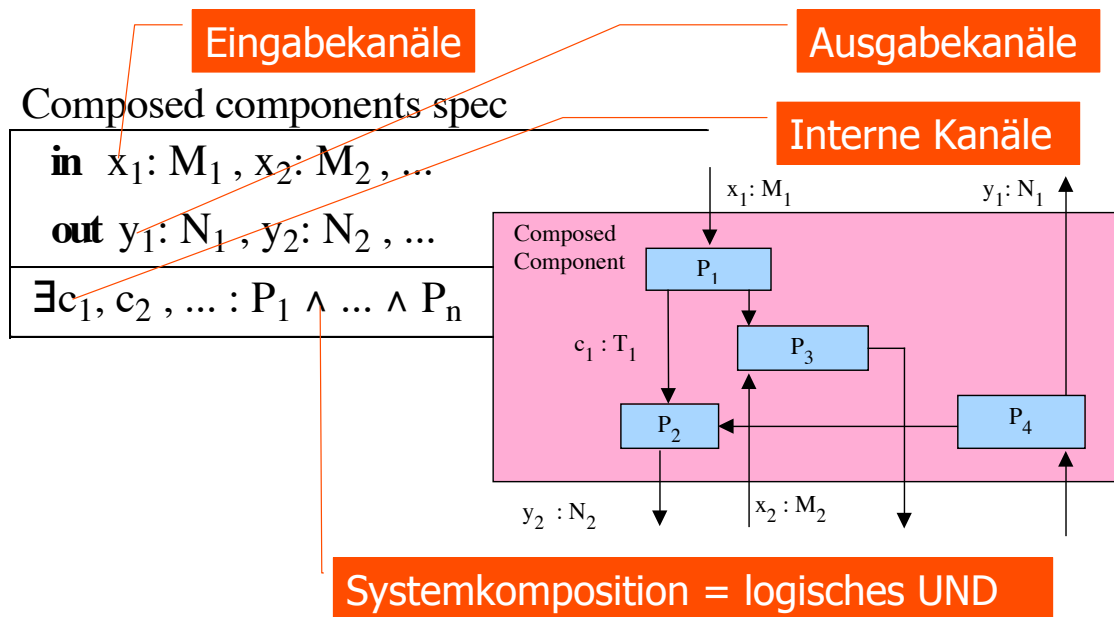 Eingabekanäle
Ausgabekanäle
Composed components spec
Interne Kanäle
in x₁: M₁ , x₂: M₂ , ...
out y₁: N₁ , y₂: N₂ , ...
∃c₁, c₂ , ... : P₁ ∧ ... ∧ Pₙ
x₁: M₁
y₁: N₁
Composed
Component
P₁
c₁ : T₁
P₃
P₂
P₄
y₂ : N₂
x₂: M₂
Systemkomposition = logisches UND